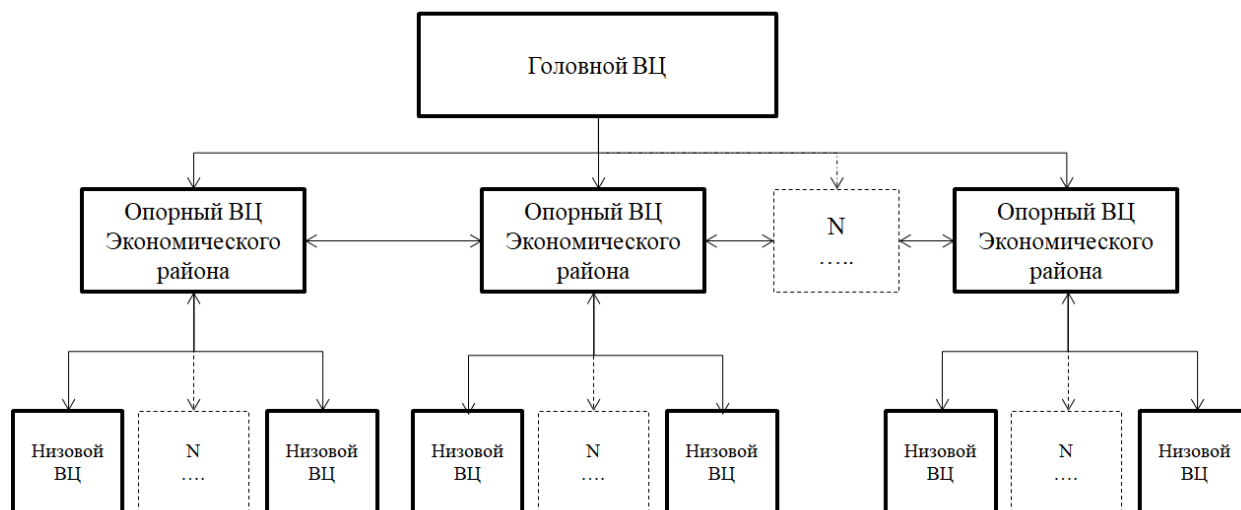 Головной ВЦ
Опорный ВЦ
Экономического
района
Опорный ВЦ
Экономического
района
N
…..
Опорный ВЦ
Экономического
района
Низовой
ВЦ
N
….
Низовой
ВЦ
Низовой
ВЦ
N
….
Низовой
ВЦ
Низовой
ВЦ
N
….
Низовой
ВЦ